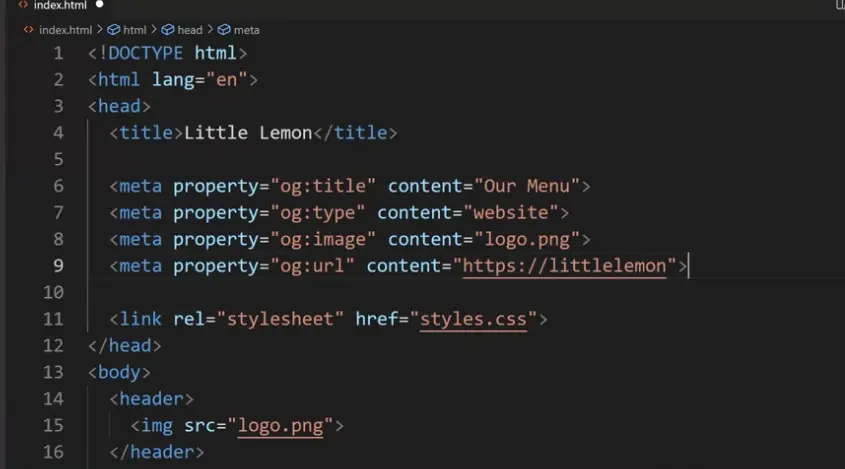 index.html
index.html > html > head > meta
1 <!DOCTYPE html>
2 <html lang="en">
3 <head>
4   <title>Little Lemon</title>
5
6   <meta property="og:title" content="Our Menu">
7   <meta property="og:type" content="website">
8   <meta property="og:image" content="logo.png">
9   <meta property="og:url" content="https://littlelemon">
10
11   <link rel="stylesheet" href="styles.css">
12 </head>
13 <body>
14   <header>
15     <img src="logo.png">
16   </header>